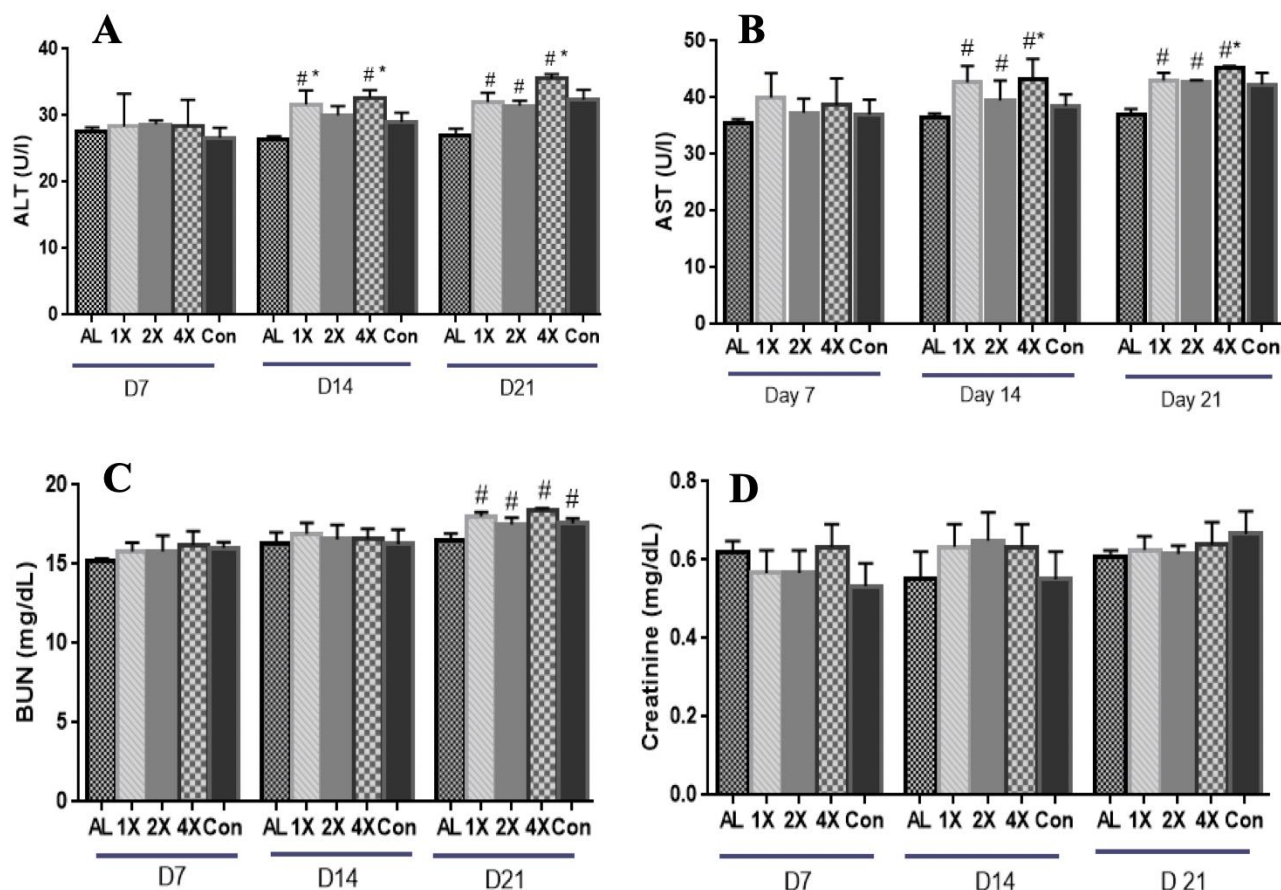 A
ALT (U/l)
40
30
20
10
0
# *
# *
#
#
# *
AL 1X 2X 4X Con
AL 1X 2X 4X Con
AL 1X 2X 4X Con
D7
D14
D21
B
AST (U/l)
50
40
30
20
10
0
#
#
#*
#
#
#*
AL 1X 2X 4X Con
AL 1X 2X 4X Con
AL 1X 2X 4X Con
Day 7
Day 14
Day 21
C
BUN (mg/dL)
20
15
10
5
0
#
#
#
#
AL 1X 2X 4X Con
AL 1X 2X 4X Con
AL 1X 2X 4X Con
D7
D14
D21
D
Creatinine (mg/dL)
0.8
0.6
0.4
0.2
0.0
AL 1X 2X 4X Con
AL 1X 2X 4X Con
AL 1X 2X 4X Con
D7
D14
D 21